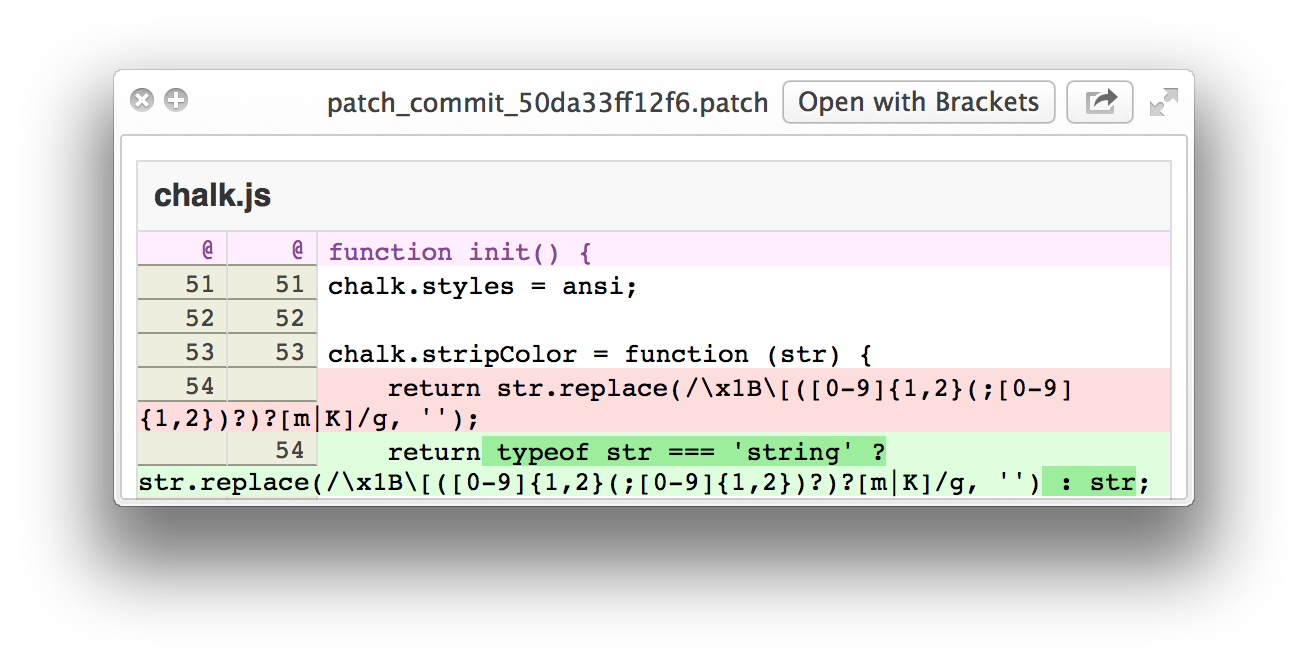 patch_commit_50da33ff12f6.patch Open with Brackets
chalk.js
@ @ function init() {
51 51 chalk.styles = ansi;
52 52
53 53 chalk.stripColor = function (str) {
54 return str.replace(/\x1B\[([0-9]{1,2}(;[0-9]
{1,2})?)?[m|K]/g, '');
54 return typeof str === 'string' ?
str.replace(/\x1B\[([0-9]{1,2}(;[0-9]{1,2})?)?[m|K]/g, '') : str;